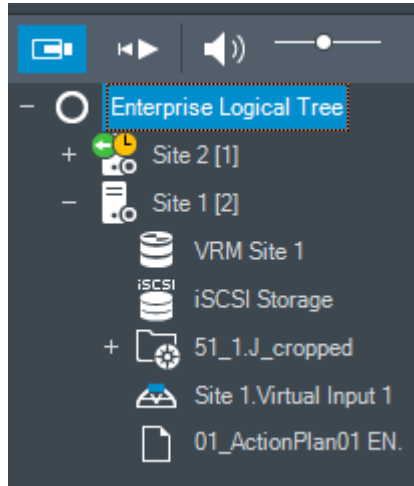 Enterprise Logical Tree
Site 2 [1]
Site 1 [2]
VRM Site 1
iSCSI
iSCSI Storage
51_1.J_cropped
Site 1.Virtual Input 1
01_ActionPlan01 EN.